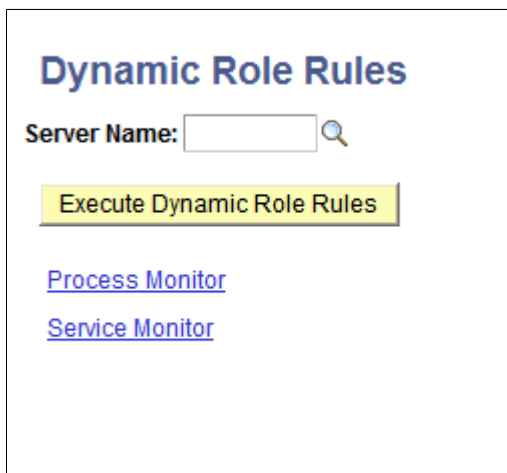 Dynamic Role Rules
Server Name:
Execute Dynamic Role Rules
Process Monitor
Service Monitor